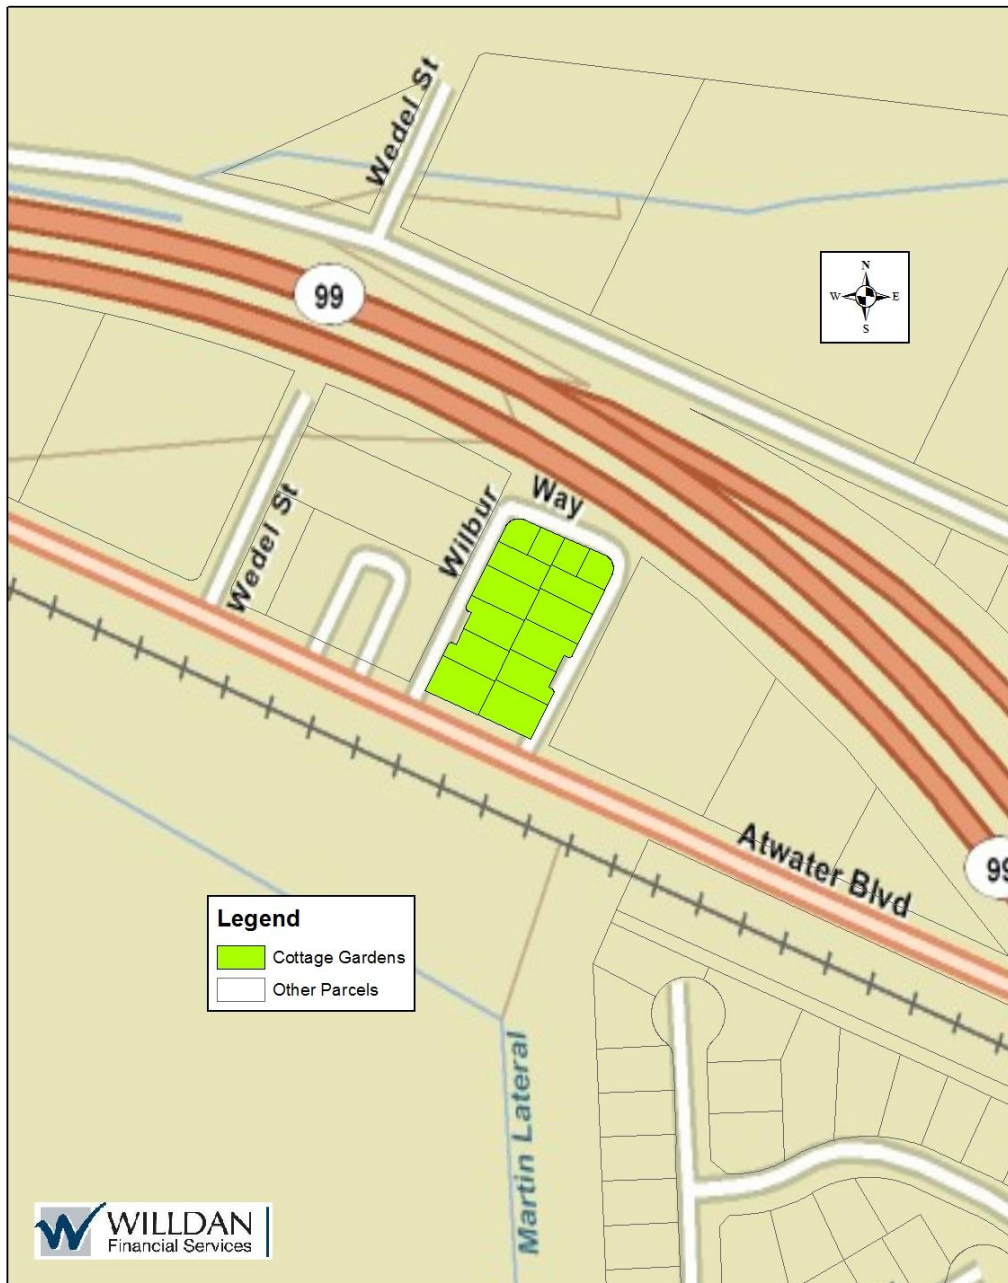 Wedel St
N
W E
S
99
Way
Wilbur
Wedel St
Atwater Blvd
99
Legend
Cottage Gardens
Other Parcels
Martin Lateral
WILLDAN
Financial Services